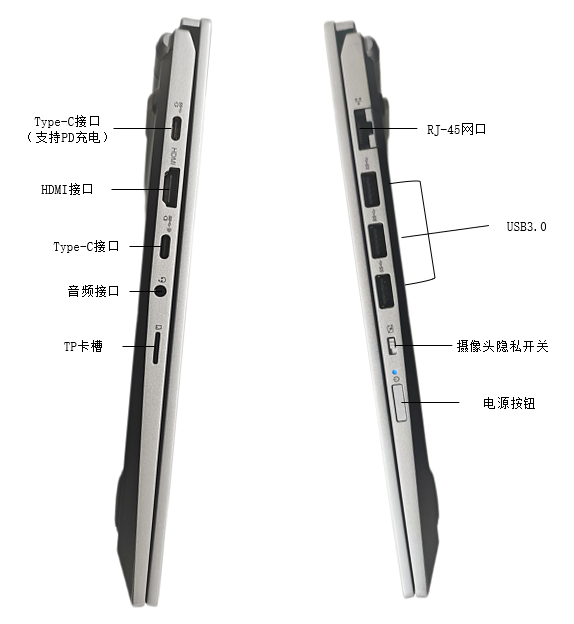 Type-C接口
（支持PD充电）
HDMI
HDMI接口
Type-C接口
音频接口
TP卡槽
RJ-45网口
USB3.0
摄像头隐私开关
电源按钮